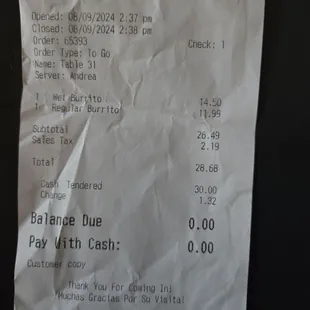 Opened: 08/09/2024 2:37 pm
Closed: 08/09/2024 2:38 pm
Order: 65393 Check: 1
Order Type: To Go
Name: Table 31
Server: Andrea
1 Wet Burrito 14.50
1 Regular Burrito 11.99
Subtotal 26.49
Sales Tax 2.19
Total 28.68
Cash Tendered 30.00
Change 1.32
Balance Due 0.00
Pay With Cash: 0.00
Customer copy
Thank You For Coming In!
Muchas Gracias Por Su Visita!